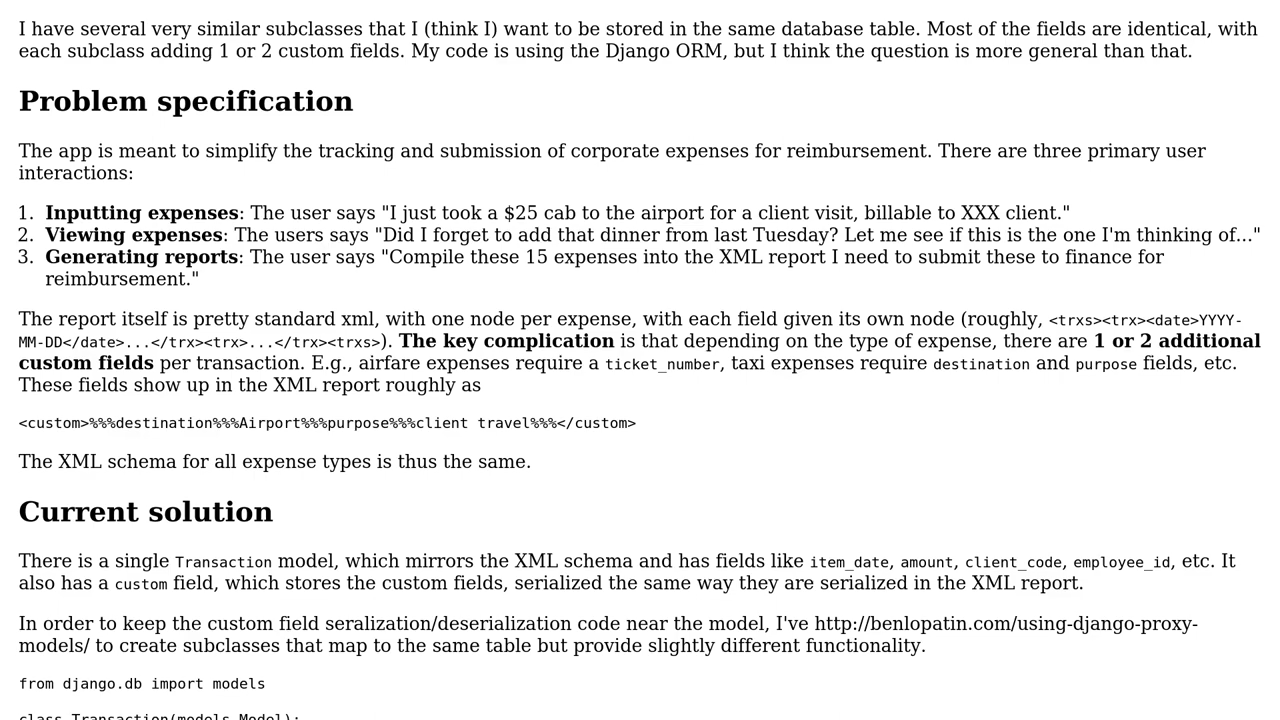 I have several very similar subclasses that I (think I) want to be stored in the same database table. Most of the fields are identical, with
each subclass adding 1 or 2 custom fields. My code is using the Django ORM, but I think the question is more general than that.
Problem specification
The app is meant to simplify the tracking and submission of corporate expenses for reimbursement. There are three primary user
interactions:
1. Inputting expenses: The user says "I just took a $25 cab to the airport for a client visit, billable to XXX client."
2. Viewing expenses: The users says "Did I forget to add that dinner from last Tuesday? Let me see if this is the one I'm thinking of..."
3. Generating reports: The user says "Compile these 15 expenses into the XML report I need to submit these to finance for
reimbursement."
The report itself is pretty standard xml, with one node per expense, with each field given its own node (roughly, <trxs><trx><date>YYYY-
MM-DD</date>...</trx><trx>...</trx><trxs>). The key complication is that depending on the type of expense, there are 1 or 2 additional
custom fields per transaction. E.g., airfare expenses require a ticket_number, taxi expenses require destination and purpose fields, etc.
These fields show up in the XML report roughly as
<custom>%%%destination%%%Airport%%%purpose%%%client travel%%%</custom>
The XML schema for all expense types is thus the same.
Current solution
There is a single Transaction model, which mirrors the XML schema and has fields like item_date, amount, client_code, employee_id, etc. It
also has a custom field, which stores the custom fields, serialized the same way they are serialized in the XML report.
In order to keep the custom field seralization/deserialization code near the model, I've http://benlopatin.com/using-django-proxy-
models/ to create subclasses that map to the same table but provide slightly different functionality.
from django.db import models
class Transaction(models.Model):